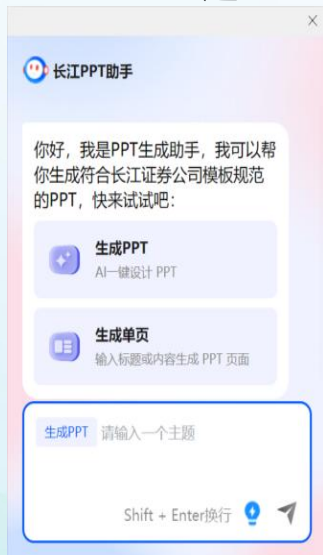 长江PPT助手
你好，我是PPT生成助手，我可以帮
你生成符合长江证券公司模板规范
的PPT，快来试试吧：
生成PPT
AI一键设计 PPT
生成单页
输入标题或内容生成 PPT 页面
生成PPT 请输入一个主题
Shift + Enter换行